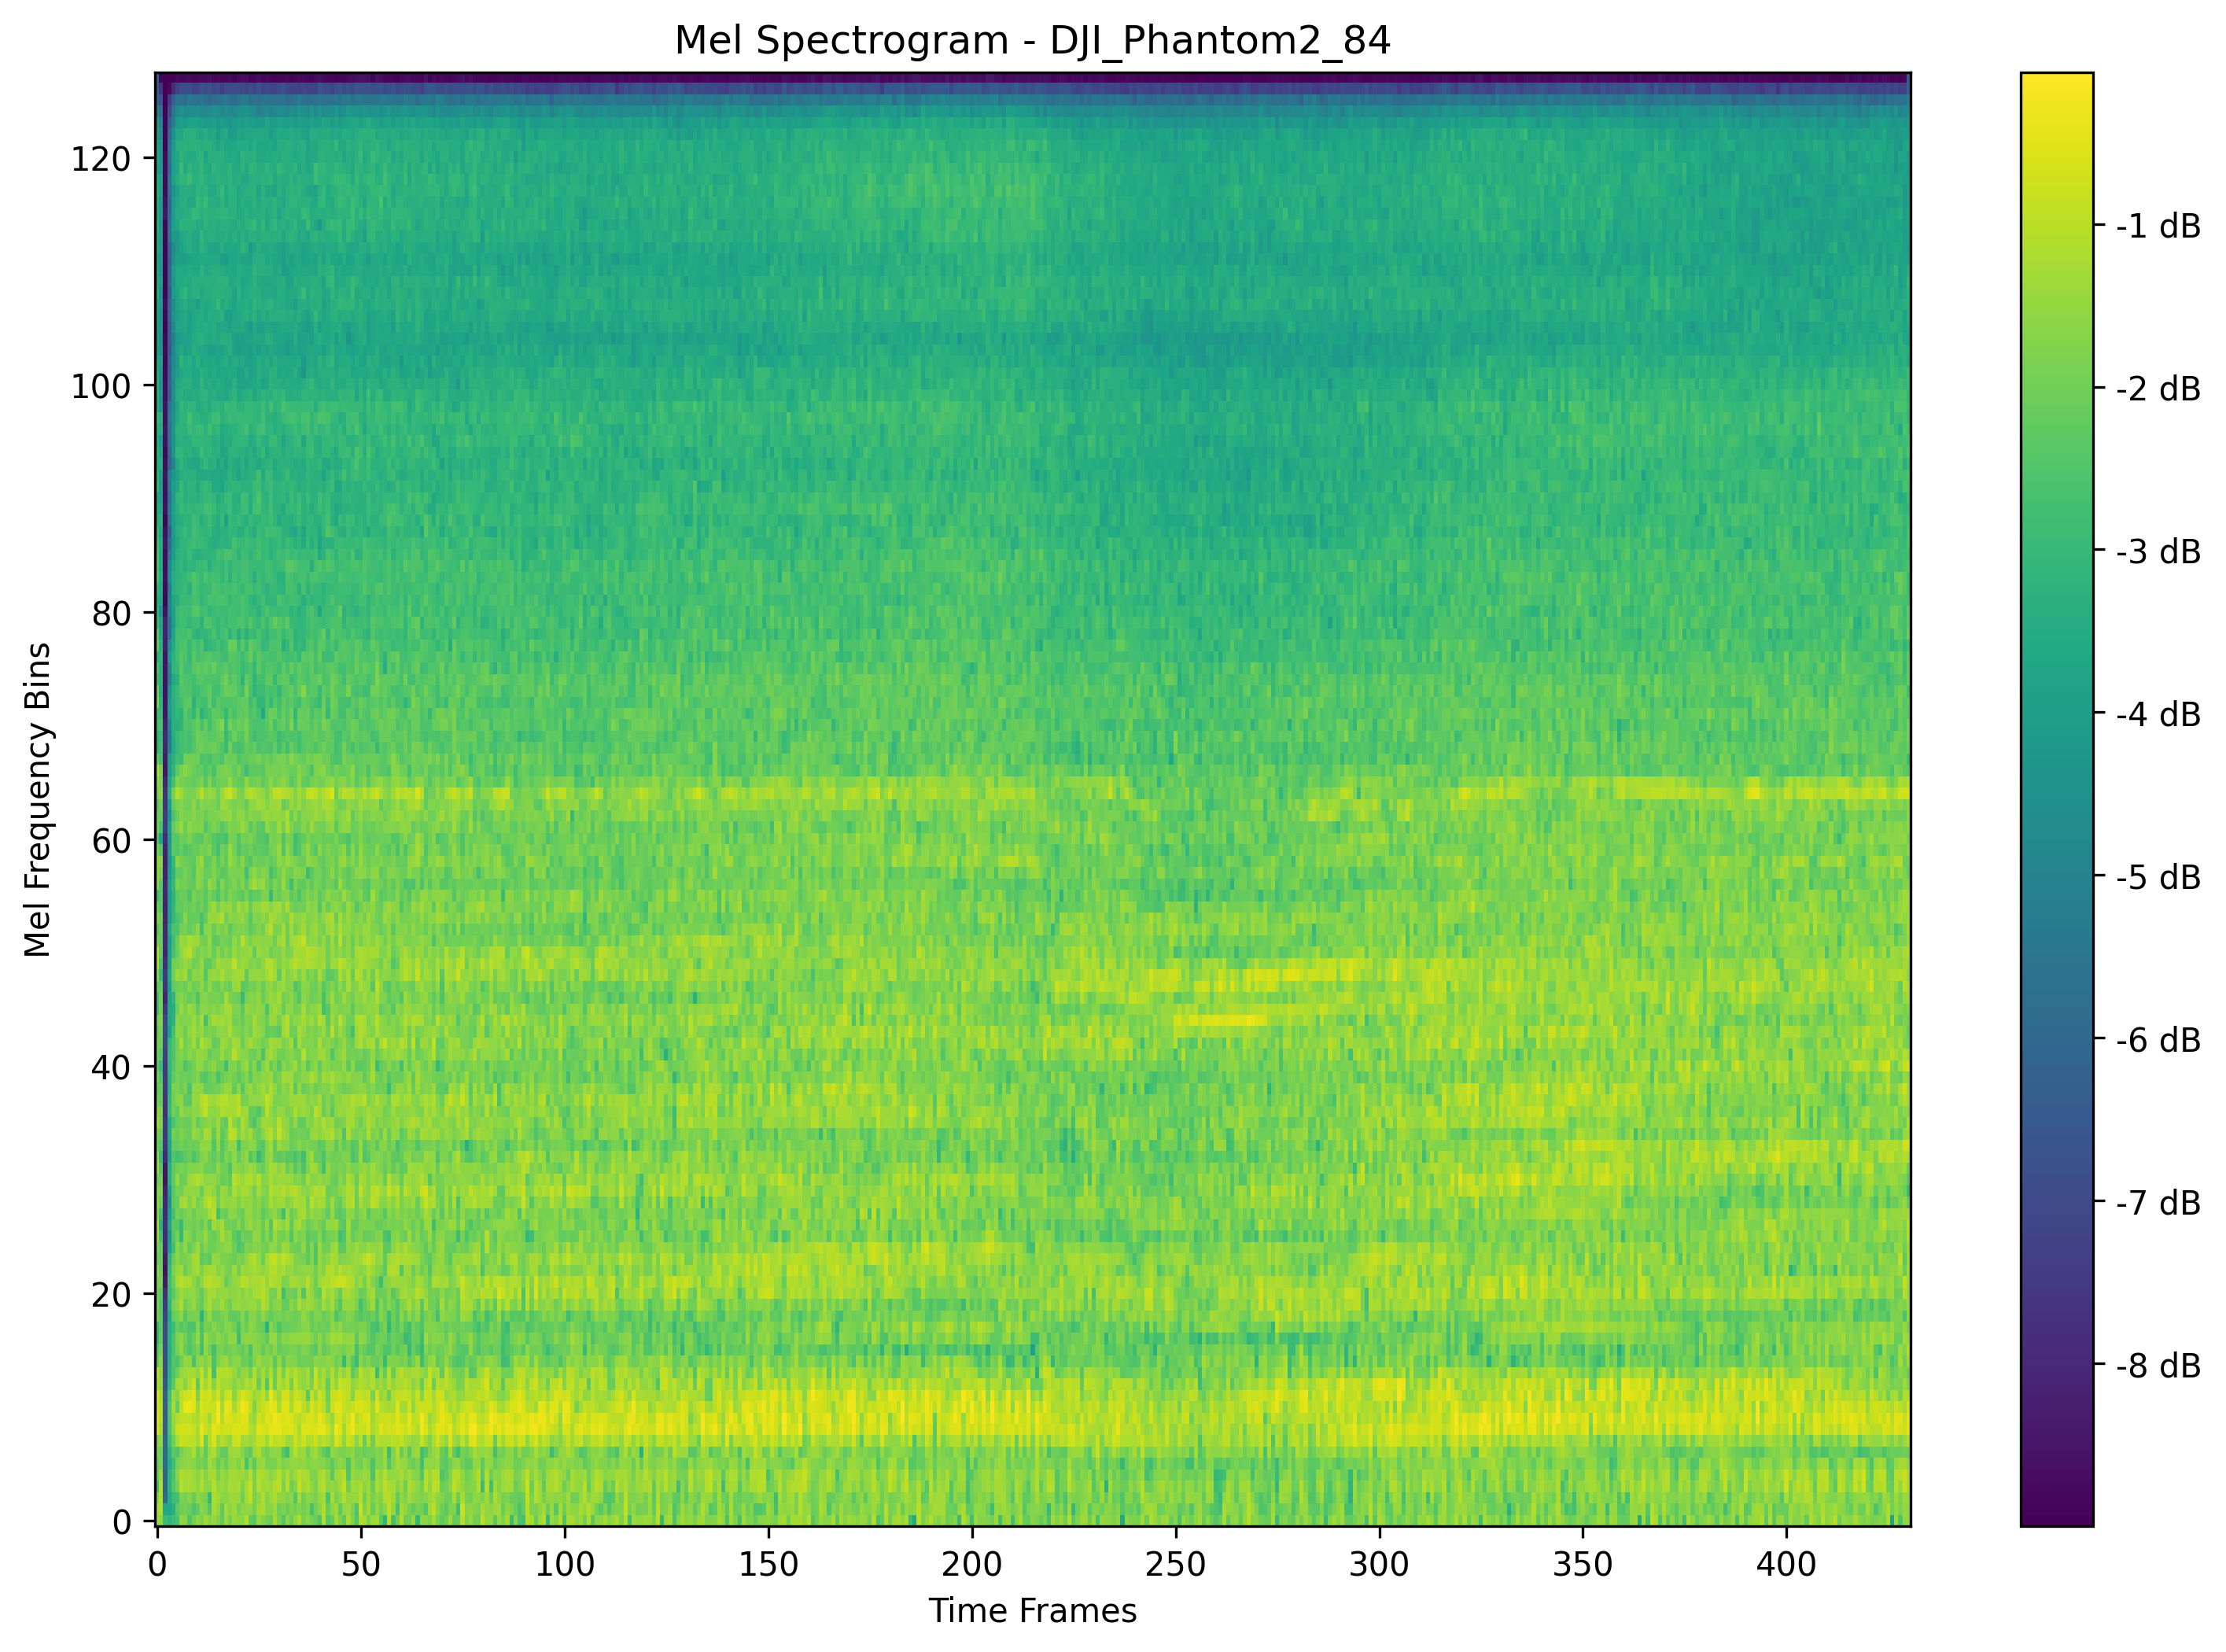 Mel Spectrogram - DJI_Phantom2_84
120
100
80
60
40
20
0
Mel Frequency Bins
0 50 100 150 200 250 300 350 400
Time Frames
-1 dB
-2 dB
-3 dB
-4 dB
-5 dB
-6 dB
-7 dB
-8 dB